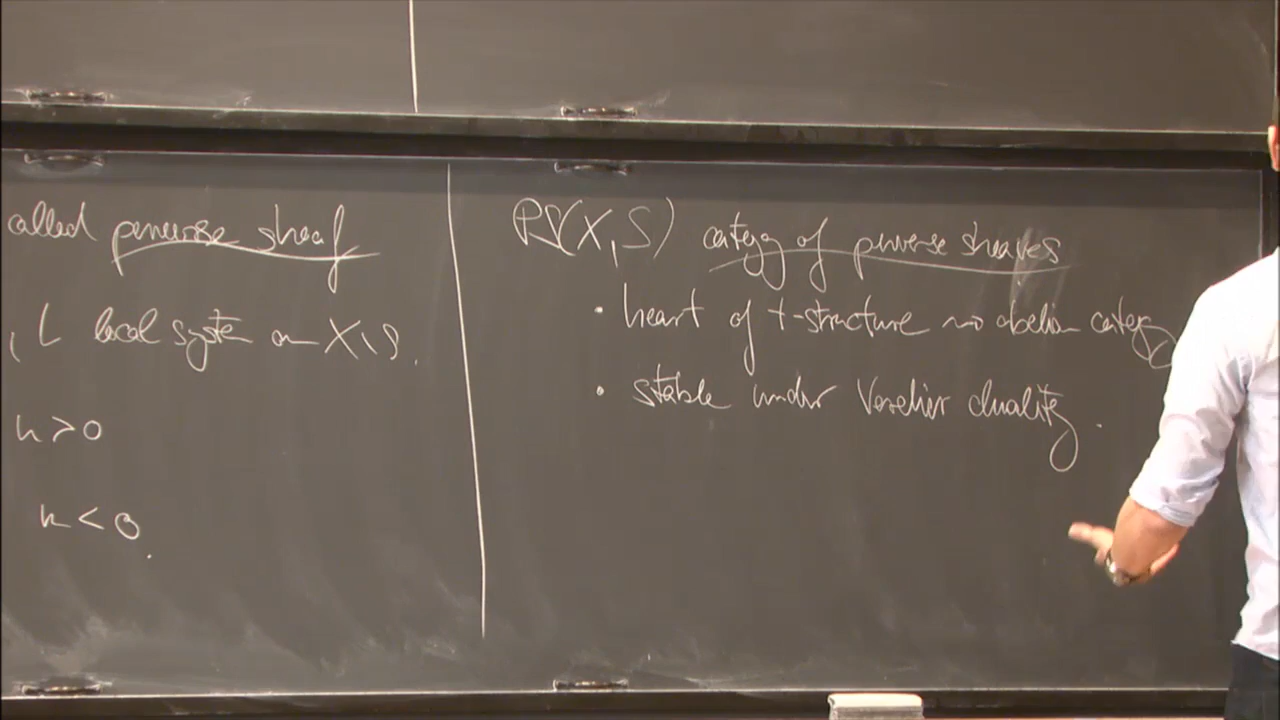 alled perverse sheaf
, L local system on X\S.
n > 0
n < 0.
PS(X,S) category of perverse sheaves
• heart of t-structure ⇝ abelian category
• stable under Verdier duality.